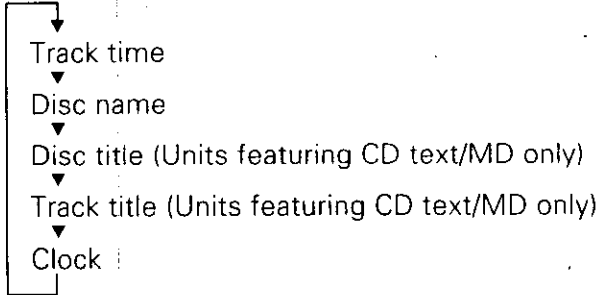 Track time
Disc name
Disc title (Units featuring CD text/MD only)
Track title (Units featuring CD text/MD only)
Clock